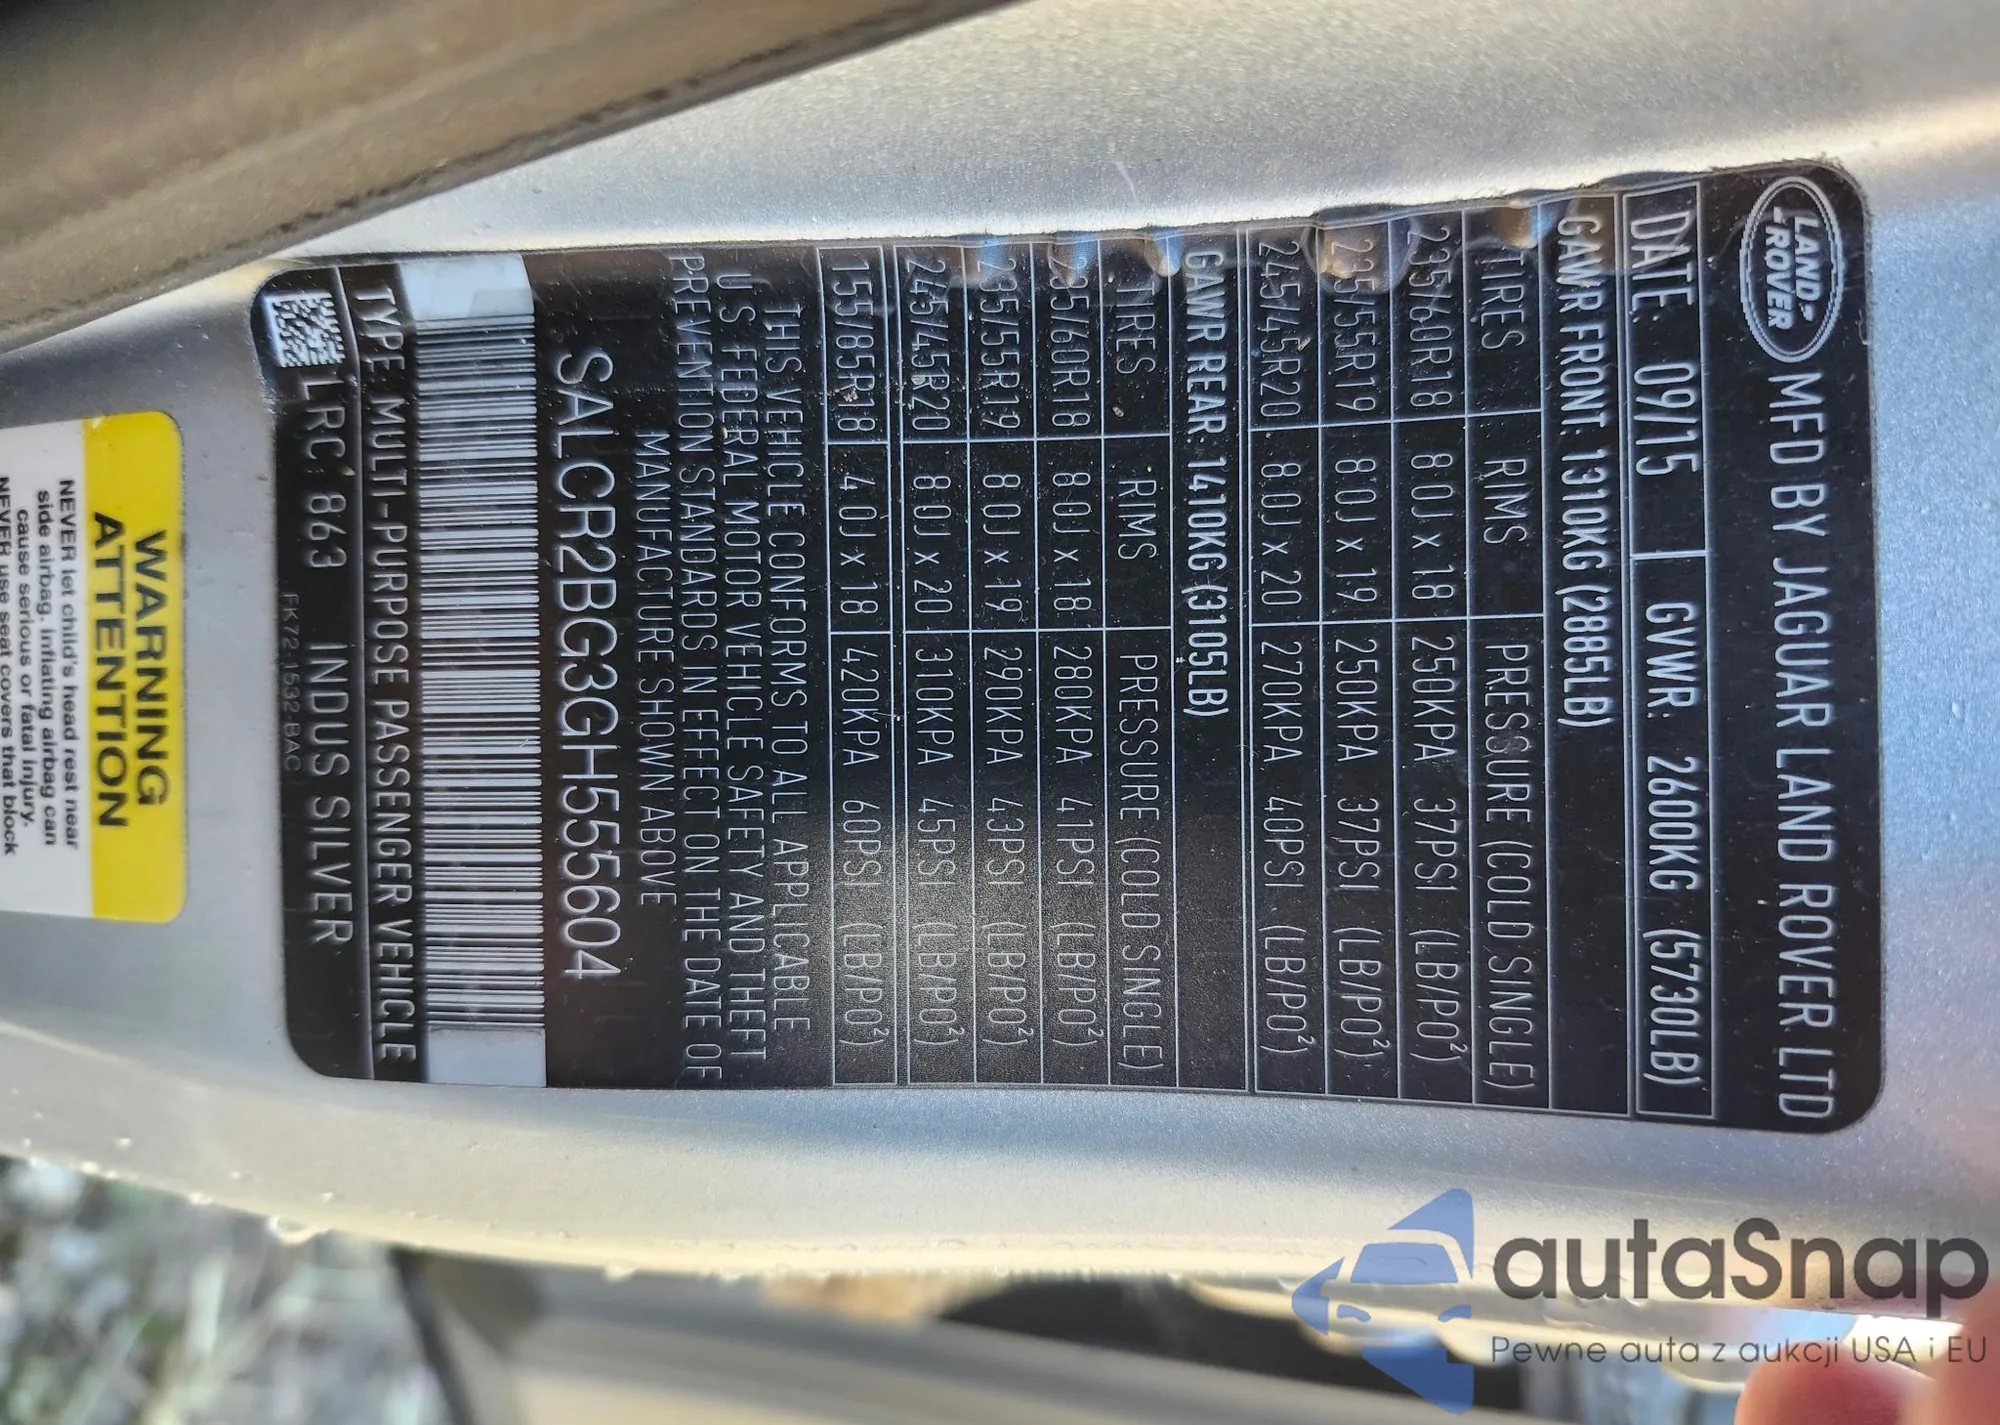 LAND-
ROVER
MFD BY JAGUAR LAND ROVER LTD
DATE: 09/15 GVWR: 2600KG (5730LB)
GAWR FRONT: 1310KG (2885LB)
TIRES RIMS PRESSURE (COLD SINGLE)
235/60R18 8.0J x 18 250KPA 37PSI (LB/PO²)
235/55R19 8.0J x 19 250KPA 37PSI (LB/PO²)
245/45R20 8.0J x 20 270KPA 40PSI (LB/PO²)
GAWR REAR: 1410KG (3105LB)
TIRES RIMS PRESSURE (COLD SINGLE)
235/60R18 8.0J x 18 280KPA 41PSI (LB/PO²)
235/55R19 8.0J x 19 290KPA 43PSI (LB/PO²)
245/45R20 8.0J x 20 310KPA 45PSI (LB/PO²)
155/85R18 4.0J x 18 420KPA 60PSI (LB/PO²)
THIS VEHICLE CONFORMS TO ALL APPLICABLE
U S FEDERAL MOTOR VEHICLE SAFETY AND THEFT
PREVENTION STANDARDS IN EFFECT ON THE DATE OF
MANUFACTURE SHOWN ABOVE
SALCR2BG3GH555604
TYPE: MULTI-PURPOSE PASSENGER VEHICLE
LRC: 863 INDUS SILVER
FK72-1532-BAC
WARNING
ATTENTION
NEVER let child's head rest near
side airbag, inflating airbag can
cause serious or fatal injury.
NEVER use seat covers that block
autaSnap
Pewne auta z aukcji USA i EU